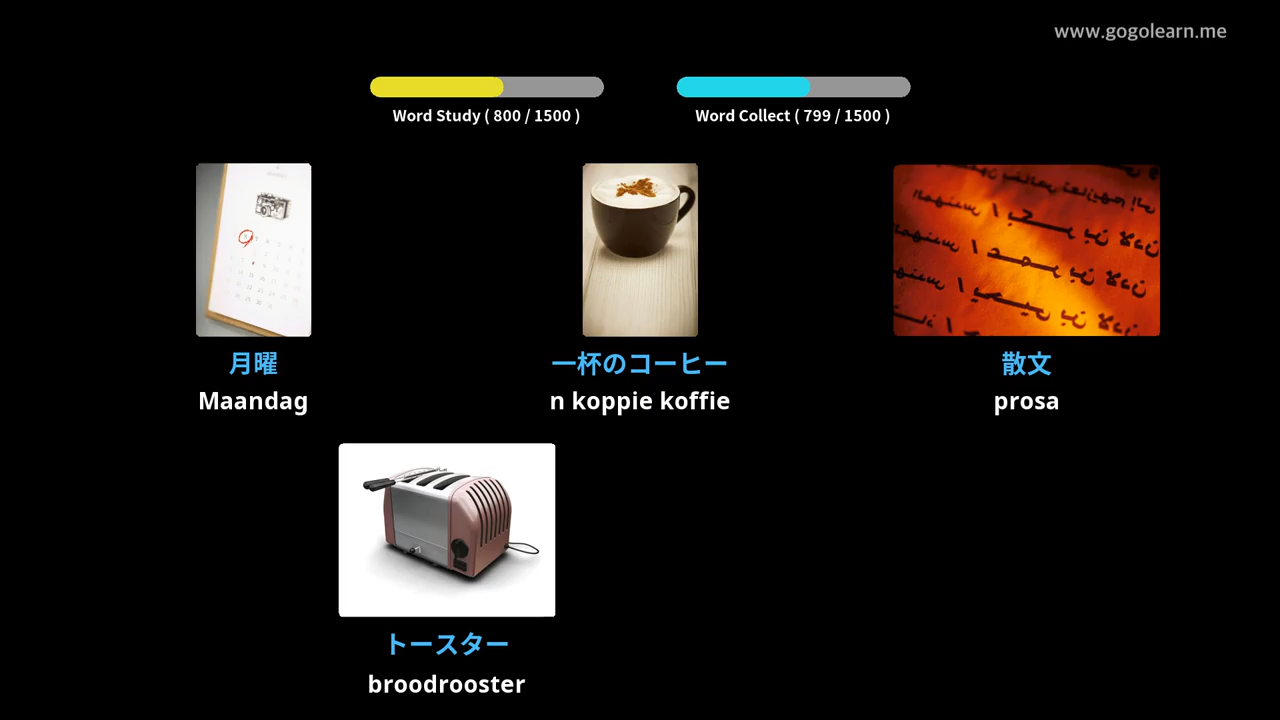 www.gogolearn.me
Word Study ( 800 / 1500 )
Word Collect ( 799 / 1500 )
月曜
Maandag
一杯のコーヒー
n koppie koffie
散文
prosa
トースター
broodrooster